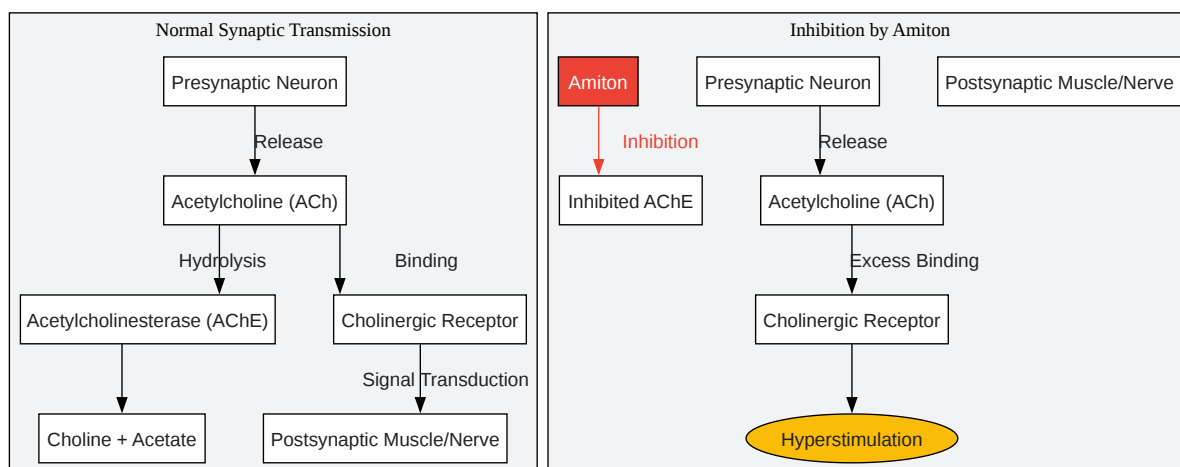 Normal Synaptic Transmission
Presynaptic Neuron
Release
Acetylcholine (ACh)
Hydrolysis
Binding
Acetylcholinesterase (AChE)
Cholinergic Receptor
Signal Transduction
Choline + Acetate
Postsynaptic Muscle/Nerve
Inhibition by Amiton
Amiton
Presynaptic Neuron
Postsynaptic Muscle/Nerve
Inhibition
Release
Inhibited AChE
Acetylcholine (ACh)
Excess Binding
Cholinergic Receptor
Hyperstimulation